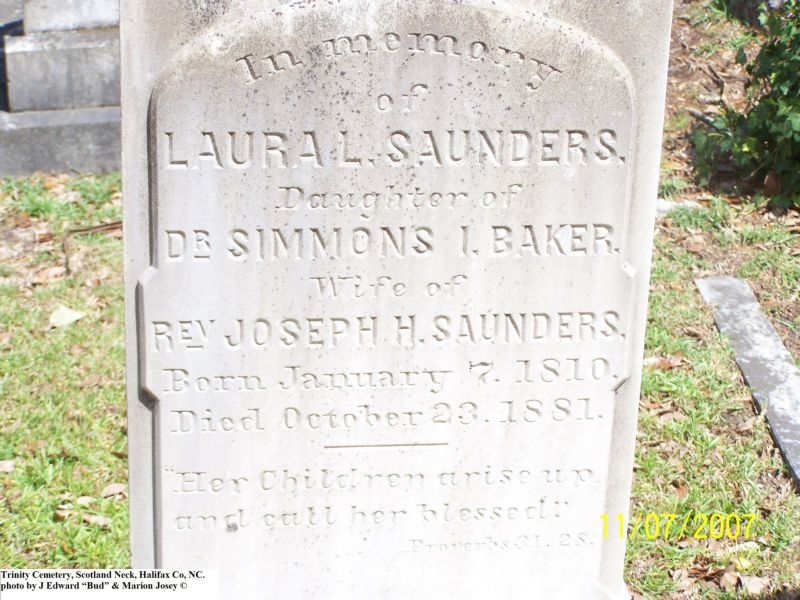 In memory
of
LAURA L. SAUNDERS.
Daughter of
DR SIMMONS I. BAKER.
Wife of
REV JOSEPH H. SAUNDERS.
Born January 7. 1810.
Died October 23. 1881.
"Her Children arise up
and call her blessed."
Proverbs 31. 28.
11/07/2007
Trinity Cemetery, Scotland Neck, Halifax Co, NC.
photo by J Edward “Bud” & Marion Josey ©